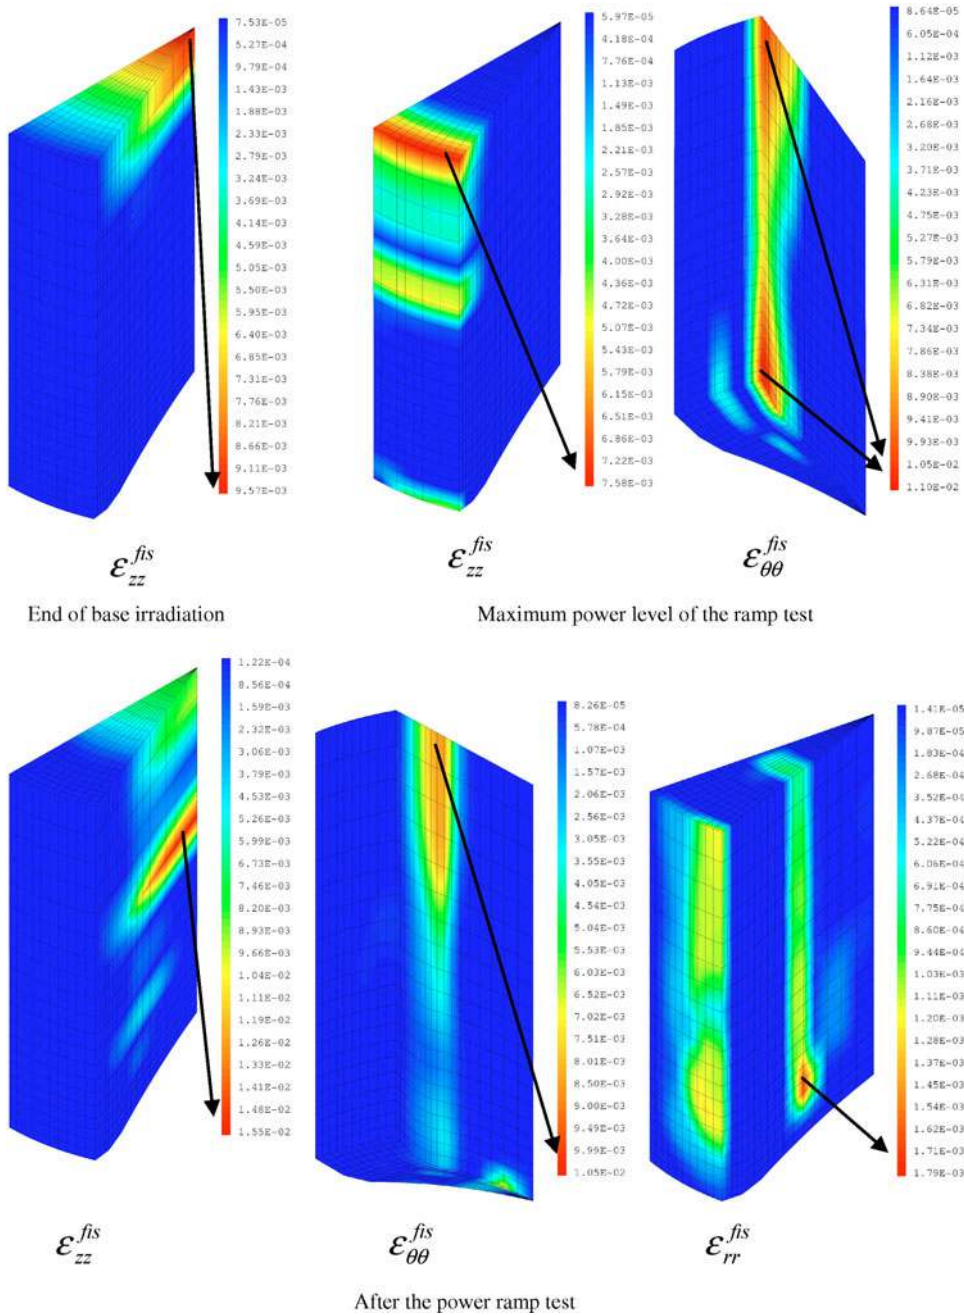 7.53E-05
5.27E-04
9.79E-04
1.43E-03
1.88E-03
2.33E-03
2.79E-03
3.24E-03
3.69E-03
4.14E-03
4.59E-03
5.05E-03
5.50E-03
5.95E-03
6.40E-03
6.85E-03
7.31E-03
7.76E-03
8.21E-03
8.66E-03
9.11E-03
9.57E-03
5.97E-05
4.18E-04
7.76E-04
1.13E-03
1.49E-03
1.85E-03
2.21E-03
2.57E-03
2.92E-03
3.28E-03
3.64E-03
4.00E-03
4.36E-03
4.72E-03
5.07E-03
5.43E-03
5.79E-03
6.15E-03
6.51E-03
6.86E-03
7.22E-03
7.58E-03
8.64E-05
6.05E-04
1.12E-03
1.64E-03
2.16E-03
2.68E-03
3.20E-03
3.71E-03
4.23E-03
4.75E-03
5.27E-03
5.79E-03
6.31E-03
6.82E-03
7.34E-03
7.86E-03
8.38E-03
8.90E-03
9.41E-03
9.93E-03
1.05E-02
1.10E-02
ε_zz^fis
ε_zz^fis
ε_θθ^fis
End of base irradiation
Maximum power level of the ramp test
1.22E-04
8.56E-04
1.59E-03
2.32E-03
3.06E-03
3.79E-03
4.53E-03
5.26E-03
5.99E-03
6.73E-03
7.46E-03
8.20E-03
8.93E-03
9.66E-03
1.04E-02
1.11E-02
1.19E-02
1.26E-02
1.33E-02
1.41E-02
1.48E-02
1.55E-02
8.26E-05
5.78E-04
1.07E-03
1.57E-03
2.06E-03
2.56E-03
3.05E-03
3.55E-03
4.05E-03
4.54E-03
5.04E-03
5.53E-03
6.03E-03
6.52E-03
7.02E-03
7.51E-03
8.01E-03
8.50E-03
9.00E-03
9.49E-03
9.99E-03
1.05E-02
1.41E-05
9.87E-05
1.83E-04
2.68E-04
3.52E-04
4.37E-04
5.22E-04
6.06E-04
6.91E-04
7.75E-04
8.60E-04
9.44E-04
1.03E-03
1.11E-03
1.20E-03
1.28E-03
1.37E-03
1.45E-03
1.54E-03
1.62E-03
1.71E-03
1.79E-03
ε_zz^fis
ε_θθ^fis
ε_rr^fis
After the power ramp test